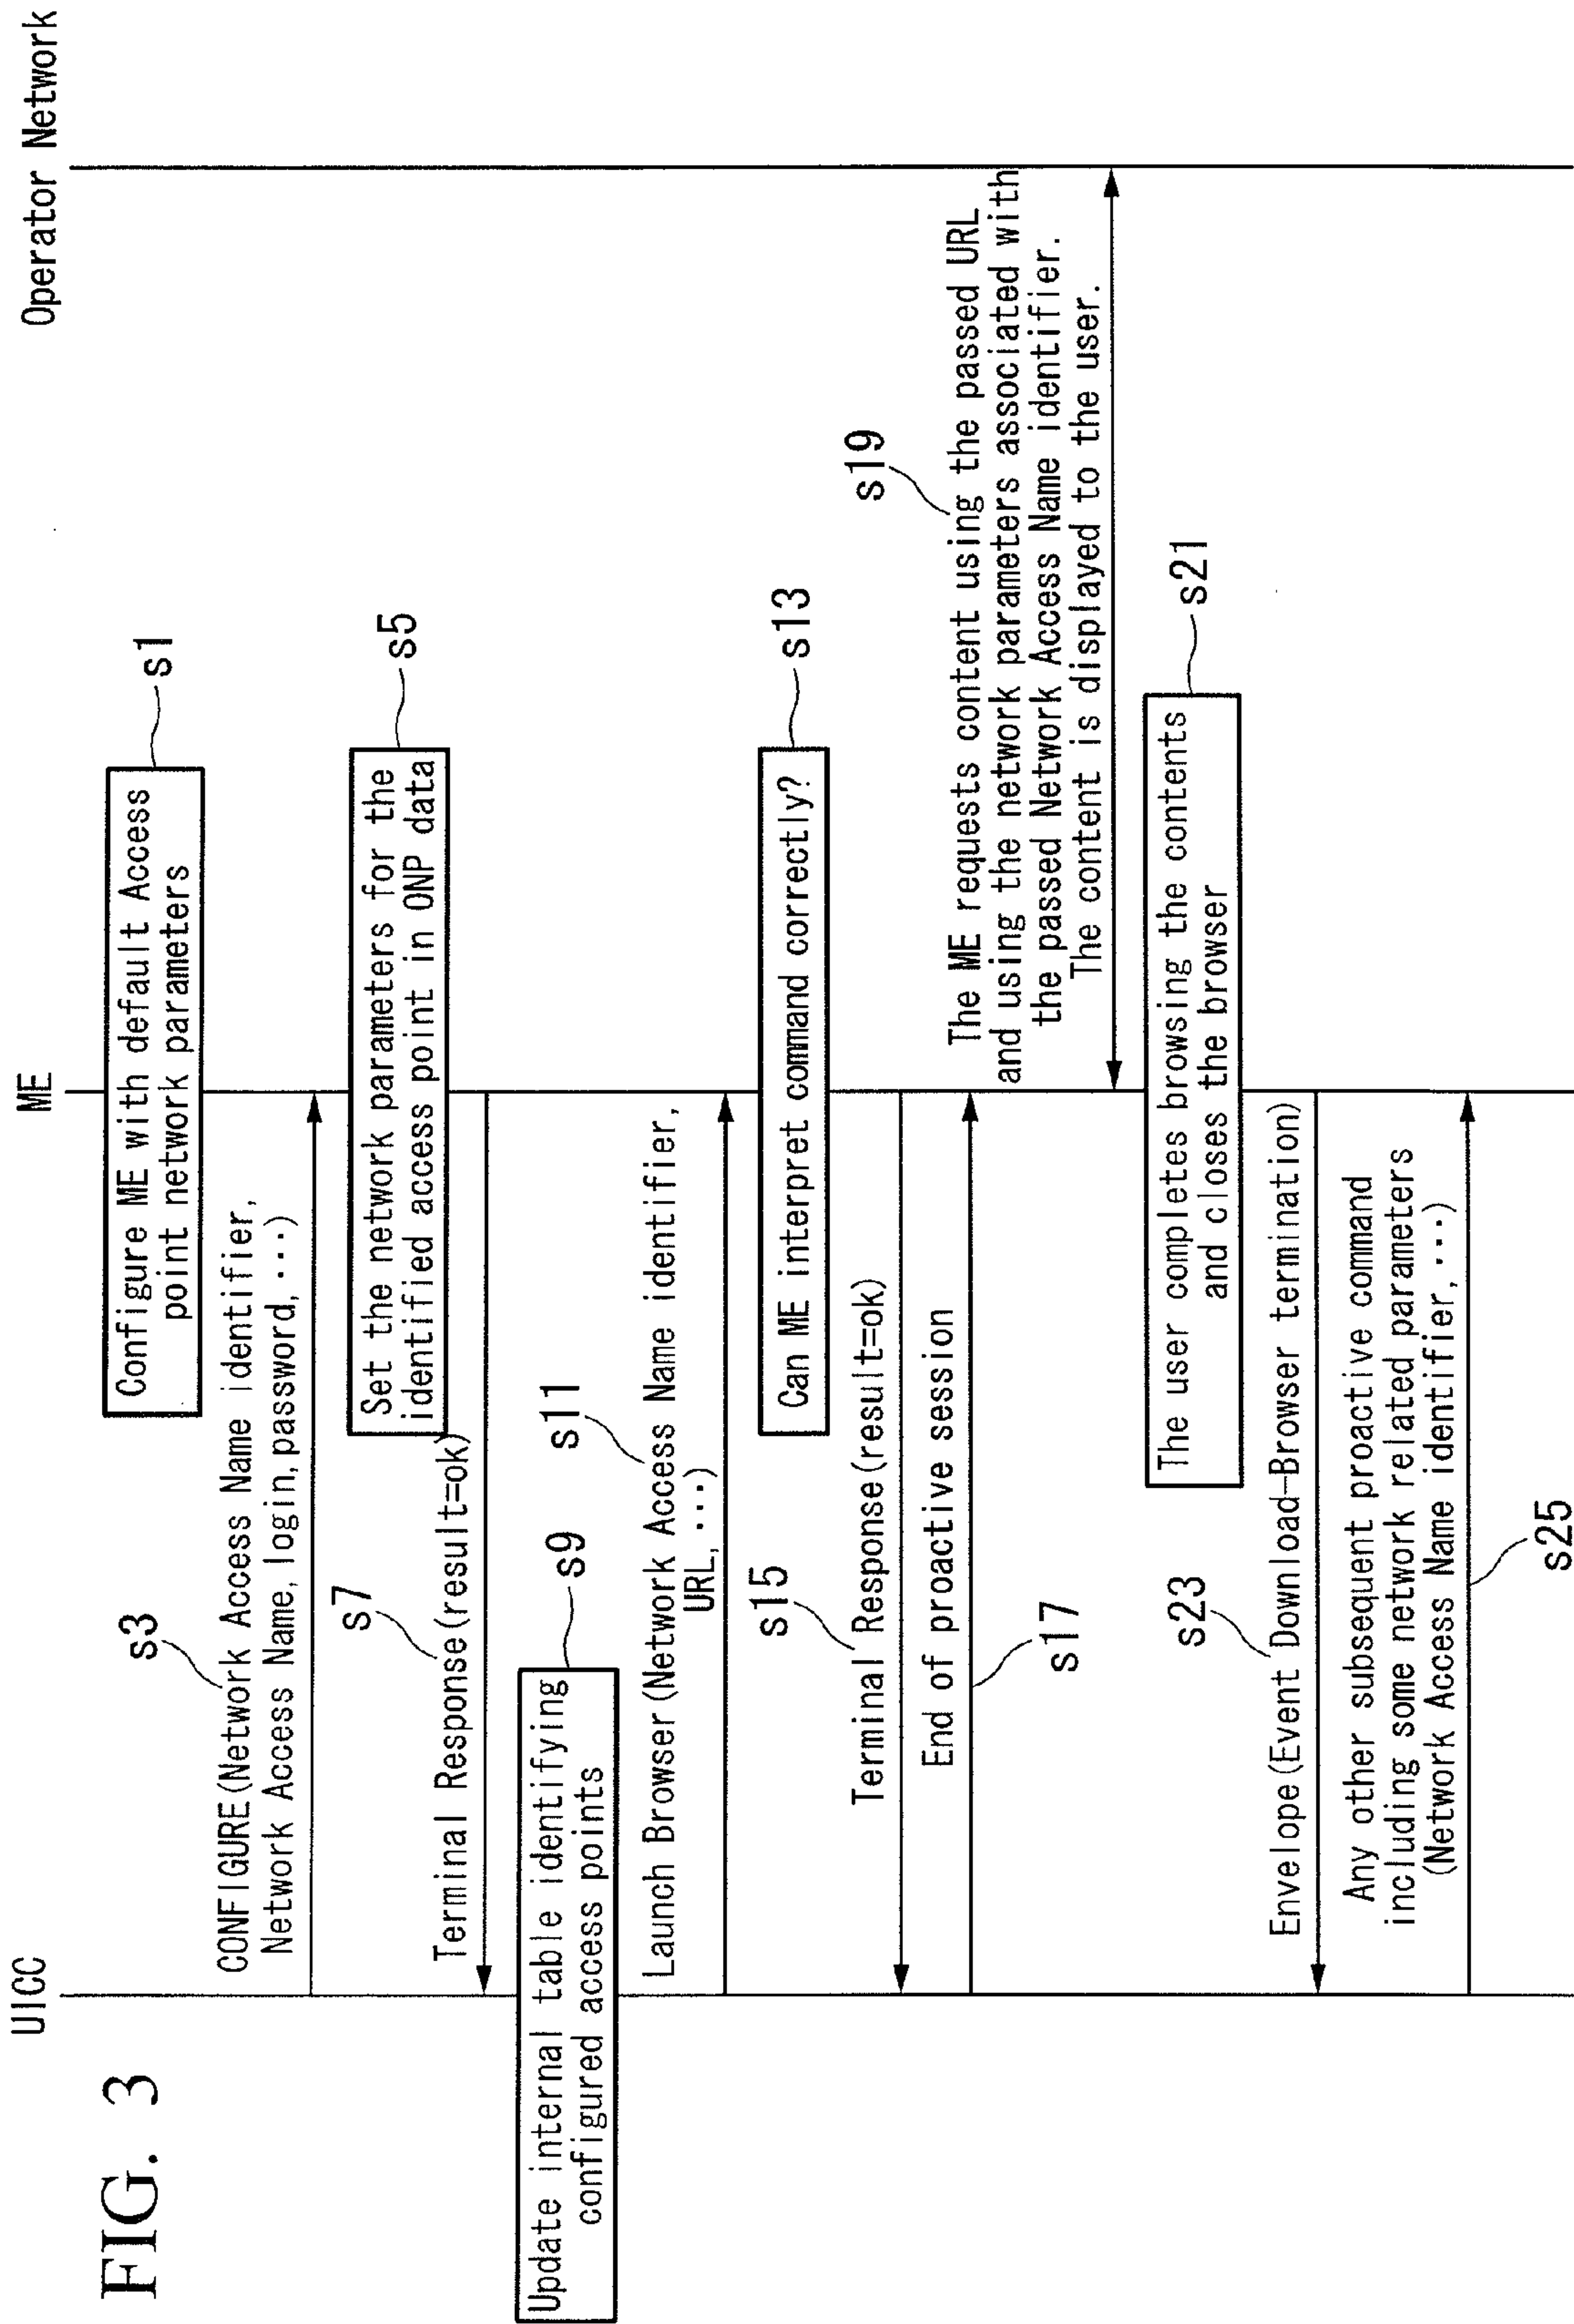 FIG. 3
UICC
ME
Operator Network
Configure ME with default Access
point network parameters
s1
s3
CONFIGURE(Network Access Name identifier,
Network Access Name, login, password, ･･･)
Set the network parameters for the
identified access point in ONP data
s5
s7
Terminal Response(result=ok)
Update internal table identifying
configured access points
s9
s11
Launch Browser(Network Access Name identifier,
URL, ･･･)
Can ME interpret command correctly?
s13
s15
Terminal Response(result=ok)
End of proactive session
s17
s19
The ME requests content using the passed URL
and using the network parameters associated with
the passed Network Access Name identifier.
The content is displayed to the user.
The user completes browsing the contents
and closes the browser
s21
s23
Envelope(Event Download-Browser termination)
Any other subsequent proactive command
including some network related parameters
(Network Access Name identifier, ･･･)
s25